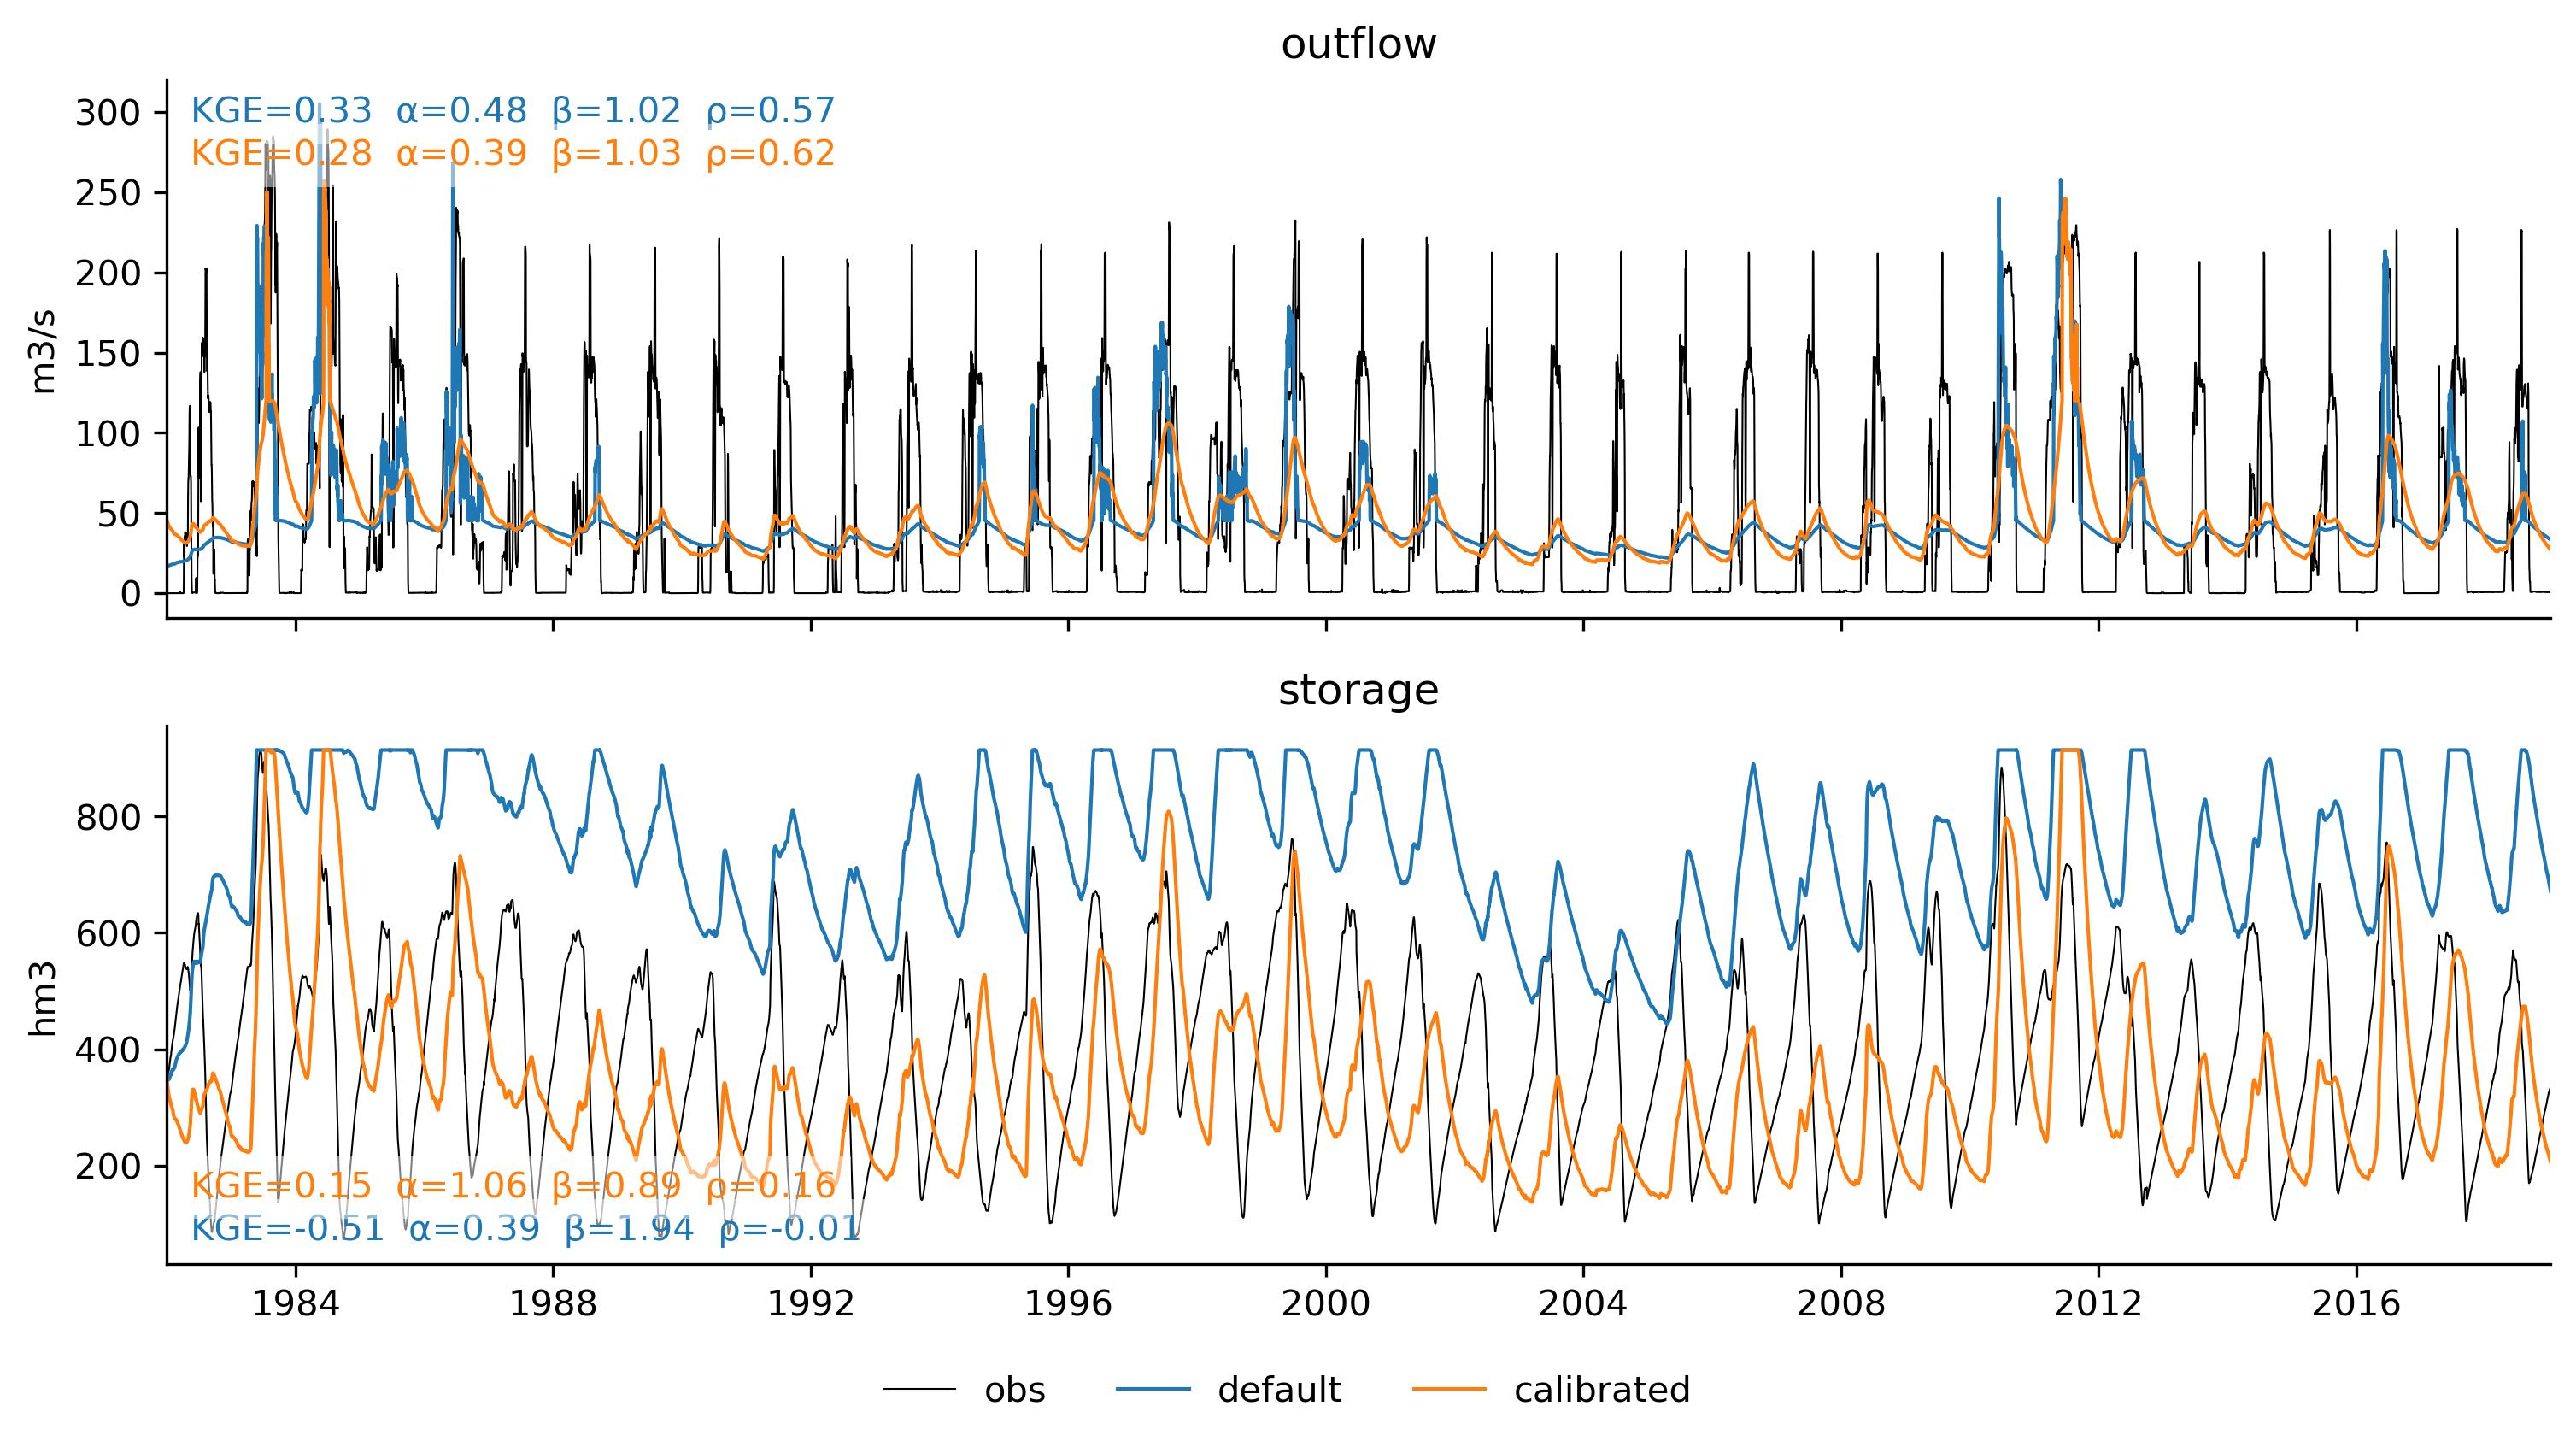 outflow
KGE=0.33 α=0.48 β=1.02 ρ=0.57
KGE=0.28 α=0.39 β=1.03 ρ=0.62
300
250
200
150
100
50
0
m3/s
storage
800
600
400
200
hm3
KGE=0.15 α=1.06 β=0.89 ρ=0.16
KGE=-0.51 α=0.39 β=1.94 ρ=-0.01
1984 1988 1992 1996 2000 2004 2008 2012 2016
obs default calibrated